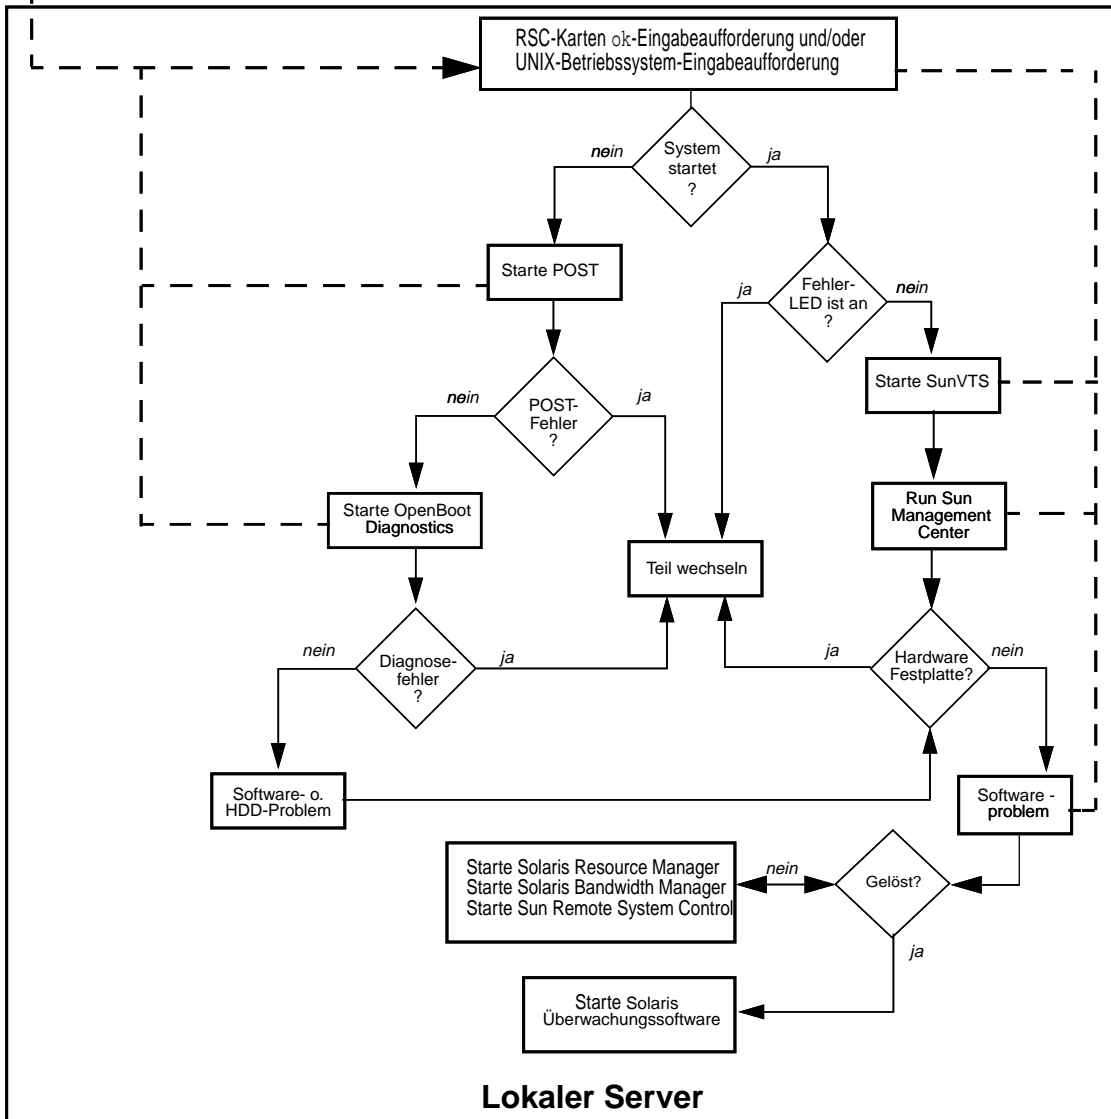 RSC-Karten ok-Eingabeaufforderung und/oder
UNIX-Betriebssystem-Eingabeaufforderung
System
startet
?
nein
ja
Starte POST
Fehler-
LED ist an
?
ja
nein
POST-
Fehler
?
nein
ja
Starte SunVTS
Starte OpenBoot
Diagnostics
Run Sun
Management
Center
Teil wechseln
Diagnose-
fehler
?
nein
ja
Hardware
Festplatte?
ja
nein
Software- o.
HDD-Problem
Software -
problem
Starte Solaris Resource Manager
Starte Solaris Bandwidth Manager
Starte Sun Remote System Control
nein
Gelöst?
ja
Starte Solaris
Überwachungssoftware
Lokaler Server